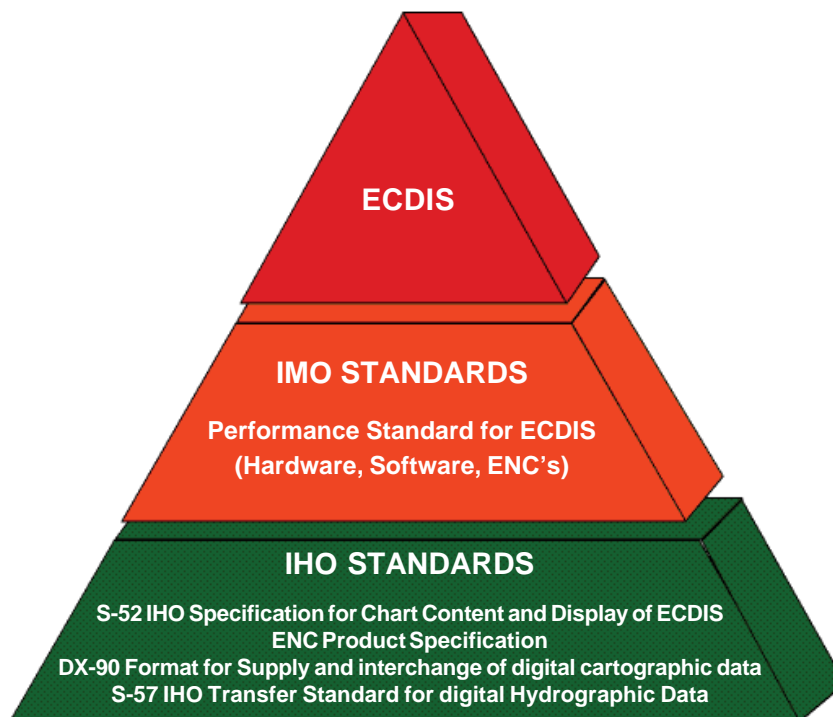 ECDIS
IMO STANDARDS
Performance Standard for ECDIS
(Hardware, Software, ENC's)
IHO STANDARDS
S-52 IHO Specification for Chart Content and Display of ECDIS
ENC Product Specification
DX-90 Format for Supply and interchange of digital cartographic data
S-57 IHO Transfer Standard for digital Hydrographic Data